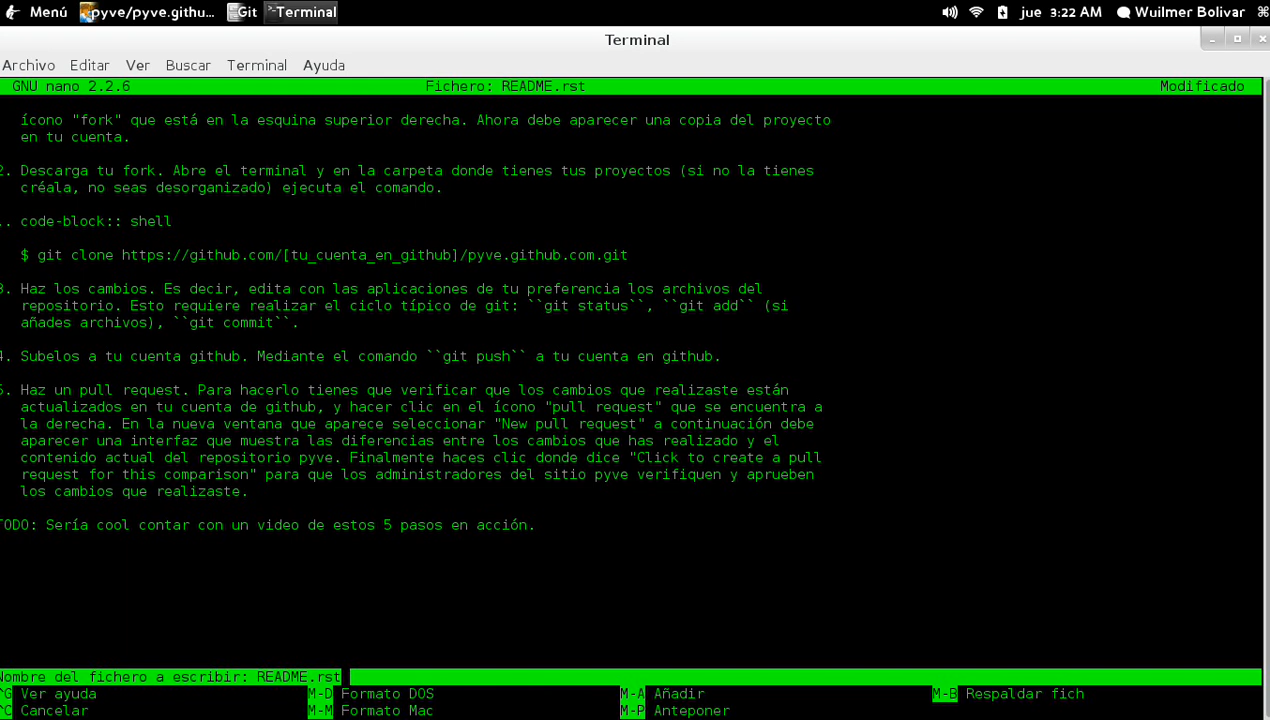 Menú pyve/pyve.githu... Git Terminal jue 3:22 AM Wuilmer Bolivar
Terminal
Archivo Editar Ver Buscar Terminal Ayuda
GNU nano 2.2.6 Fichero: README.rst Modificado
ícono "fork" que está en la esquina superior derecha. Ahora debe aparecer una copia del proyecto
en tu cuenta.
2. Descarga tu fork. Abre el terminal y en la carpeta donde tienes tus proyectos (si no la tienes
créala, no seas desorganizado) ejecuta el comando.
.. code-block:: shell
$ git clone https://github.com/[tu_cuenta_en_github]/pyve.github.com.git
3. Haz los cambios. Es decir, edita con las aplicaciones de tu preferencia los archivos del
repositorio. Esto requiere realizar el ciclo típico de git: ``git status``, ``git add`` (si
añades archivos), ``git commit``.
4. Subelos a tu cuenta github. Mediante el comando ``git push`` a tu cuenta en github.
5. Haz un pull request. Para hacerlo tienes que verificar que los cambios que realizaste están
actualizados en tu cuenta de github, y hacer clic en el ícono "pull request" que se encuentra a
la derecha. En la nueva ventana que aparece seleccionar "New pull request" a continuación debe
aparecer una interfaz que muestra las diferencias entre los cambios que has realizado y el
contenido actual del repositorio pyve. Finalmente haces clic donde dice "Click to create a pull
request for this comparison" para que los administradores del sitio pyve verifiquen y aprueben
los cambios que realizaste.
TODO: Sería cool contar con un video de estos 5 pasos en acción.
Nombre del fichero a escribir: README.rst
^G Ver ayuda M-D Formato DOS M-A Añadir M-B Respaldar fich
^C Cancelar M-M Formato Mac M-P Anteponer